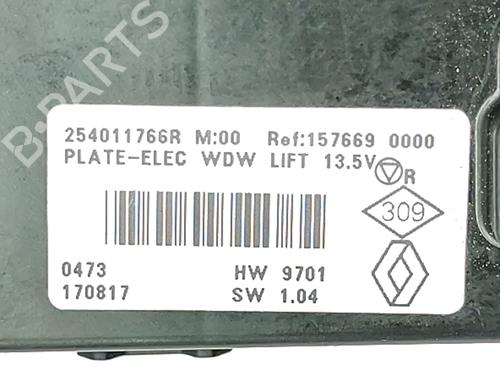 B-PARTS
254011766R M:00 Ref:157669 0000
PLATE-ELEC WDW LIFT 13.5V
R
309
0473 HW 9701
170817 SW 1.04